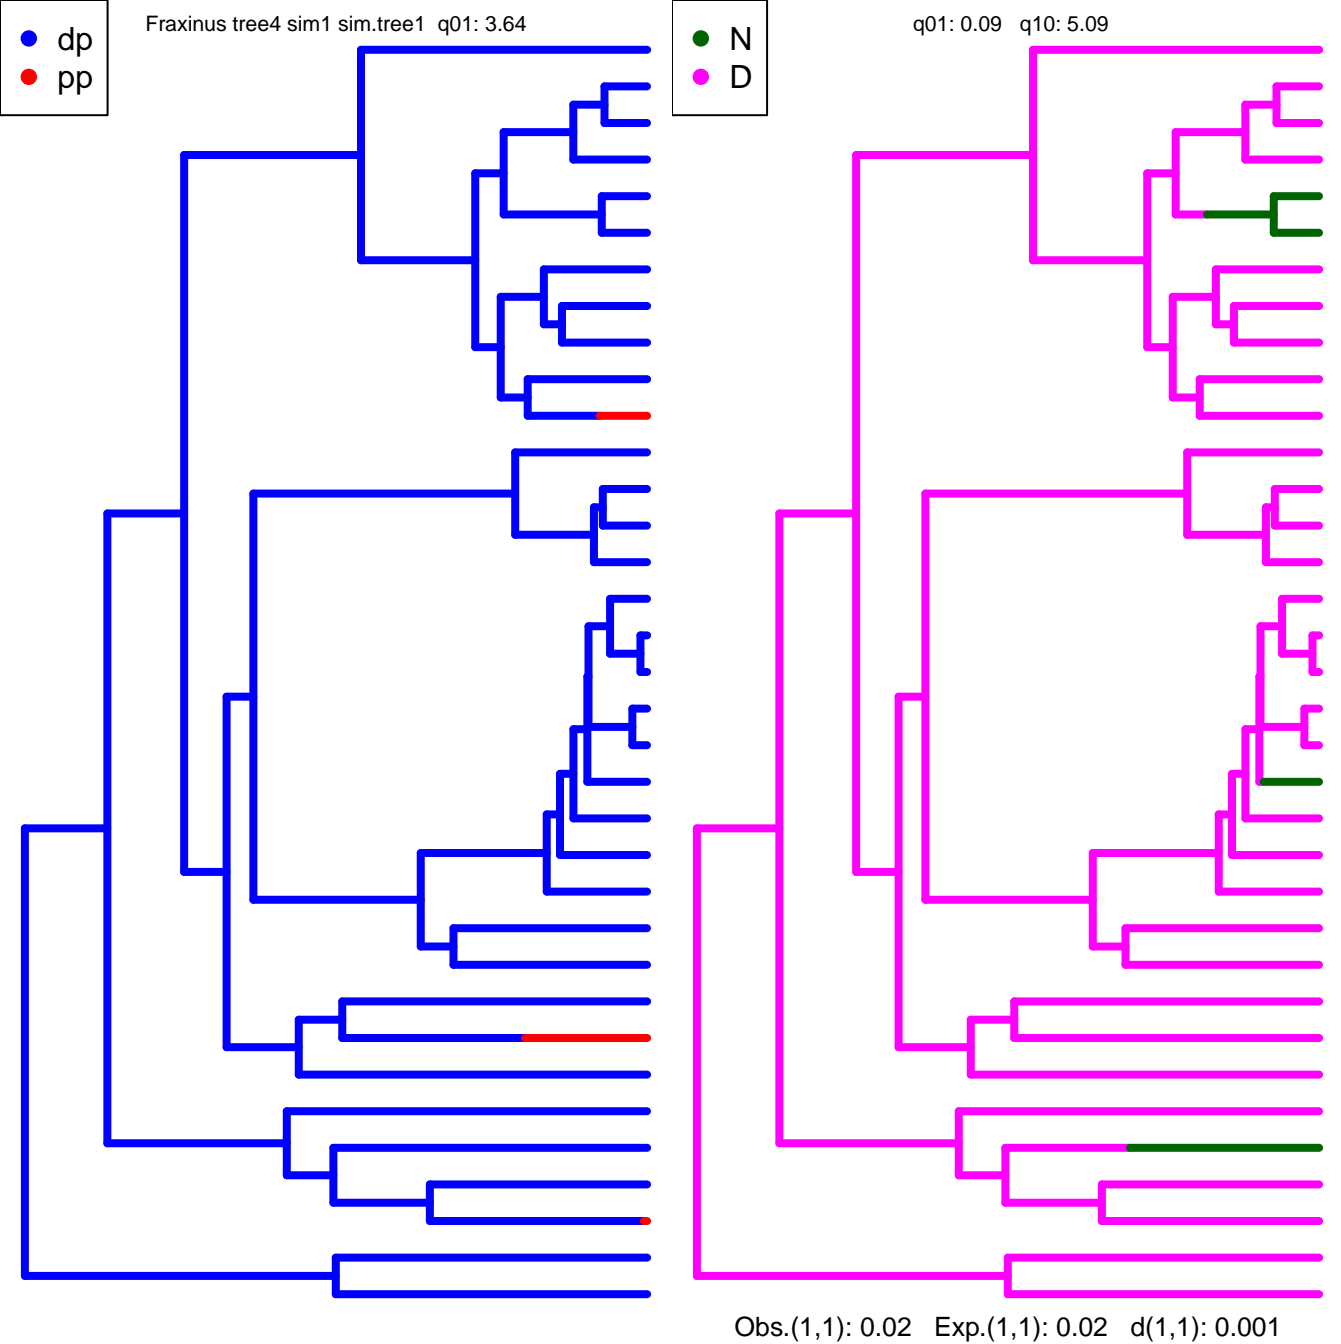 Fraxinus tree4 sim1 sim.tree1 q01: 3.64
dp
pp
q01: 0.09 q10: 5.09
N
D
Obs.(1,1): 0.02 Exp.(1,1): 0.02 d(1,1): 0.001